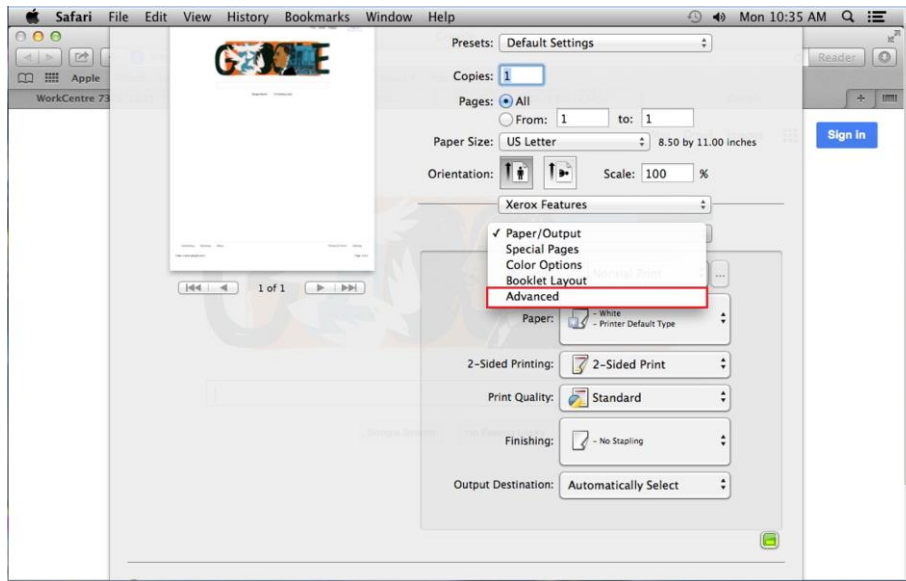 Safari File Edit View History Bookmarks Window Help Mon 10:35 AM
Reader
Apple
WorkCentre 73
Sign in
Presets: Default Settings
Copies: 1
Pages: All
From: 1 to: 1
Paper Size: US Letter 8.50 by 11.00 inches
Orientation: Scale: 100 %
Xerox Features
✓ Paper/Output
Special Pages
Color Options
Booklet Layout
Advanced
1 of 1
Paper: - White
- Printer Default Type
2-Sided Printing: 2-Sided Print
Print Quality: Standard
Finishing: - No Stapling
Output Destination: Automatically Select